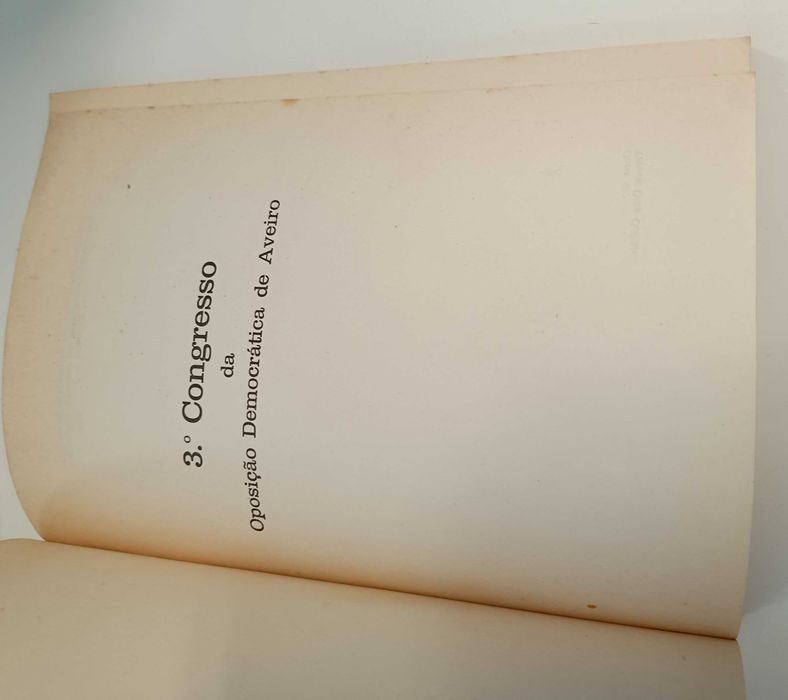 3.º Congresso
da
Oposição Democrática de Aveiro